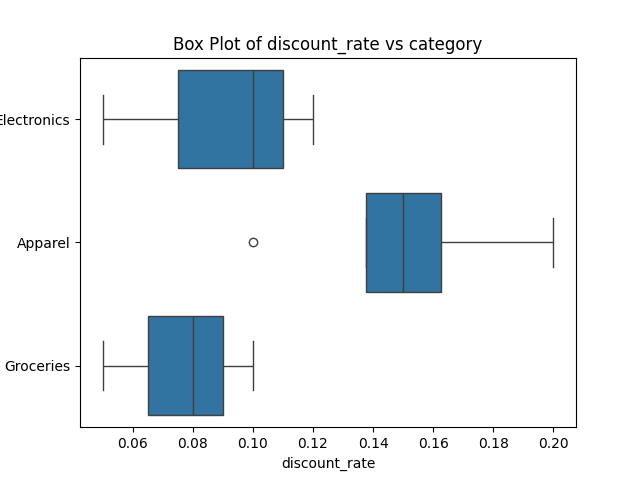 Box Plot of discount_rate vs category
Electronics
Apparel
Groceries
0.06 0.08 0.10 0.12 0.14 0.16 0.18 0.20
discount_rate